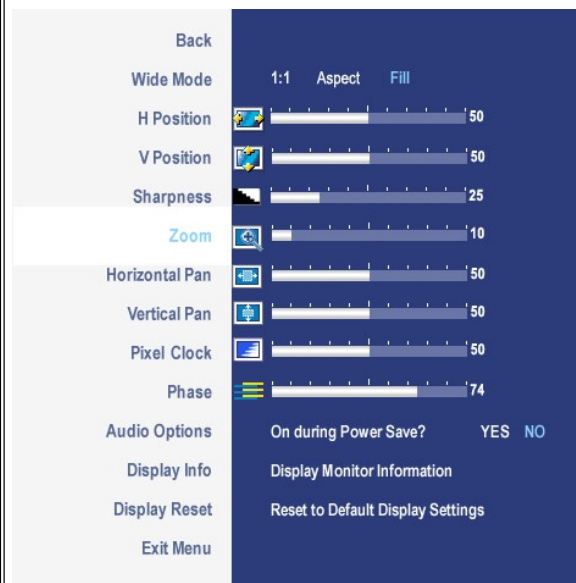 Back
Wide Mode 1:1 Aspect Fill
H Position 50
V Position 50
Sharpness 25
Zoom 10
Horizontal Pan 50
Vertical Pan 50
Pixel Clock 50
Phase 74
Audio Options On during Power Save? YES NO
Display Info Display Monitor Information
Display Reset Reset to Default Display Settings
Exit Menu